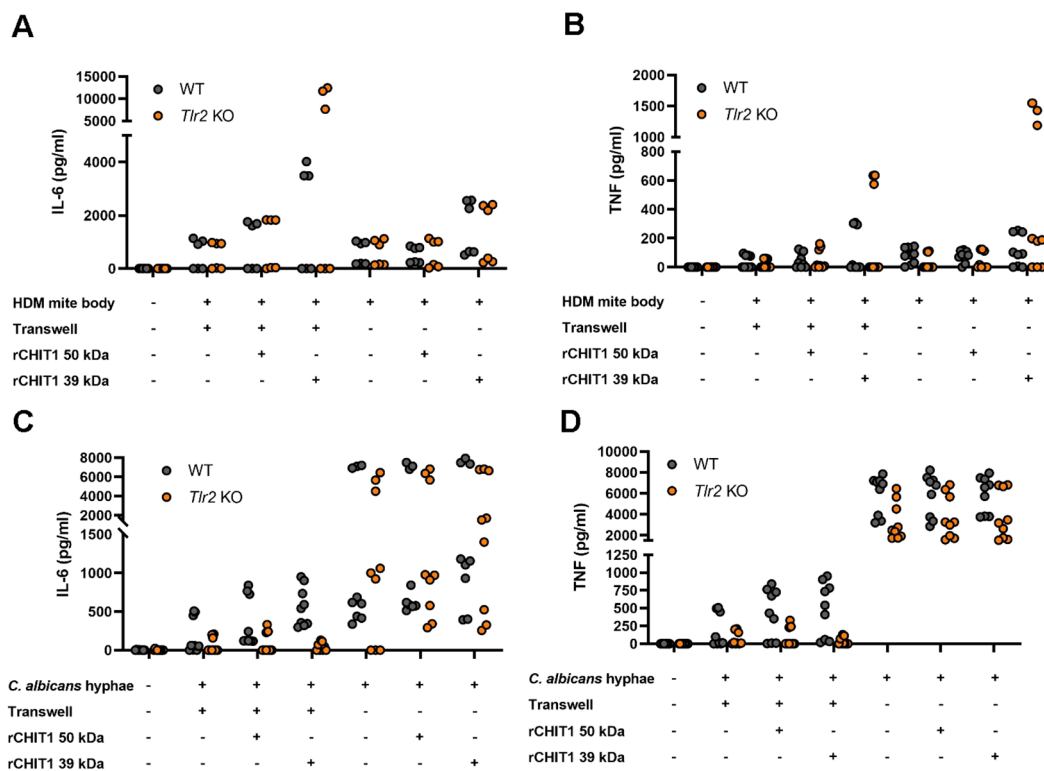 A
IL-6 (pg/ml)
15000
10000
5000
4000
2000
0
WT
Tlr2 KO
HDM mite body - + + + + + +
Transwell - + + + - - -
rCHIT1 50 kDa - - + - - + -
rCHIT1 39 kDa - - - + - - +
B
TNF (pg/ml)
2000
1500
1000
600
400
200
0
WT
Tlr2 KO
HDM mite body - + + + + + +
Transwell - + + + - - -
rCHIT1 50 kDa - - + - - + -
rCHIT1 39 kDa - - - + - - +
C
IL-6 (pg/ml)
8000
6000
4000
2000
1500
1000
500
0
WT
Tlr2 KO
C. albicans hyphae - + + + + + +
Transwell - + + + - - -
rCHIT1 50 kDa - - + - - + -
rCHIT1 39 kDa - - - + - - +
D
TNF (pg/ml)
10000
8000
6000
4000
2000
1000
750
500
250
0
WT
Tlr2 KO
C. albicans hyphae - + + + + + +
Transwell - + + + - - -
rCHIT1 50 kDa - - + - - + -
rCHIT1 39 kDa - - - + - - +